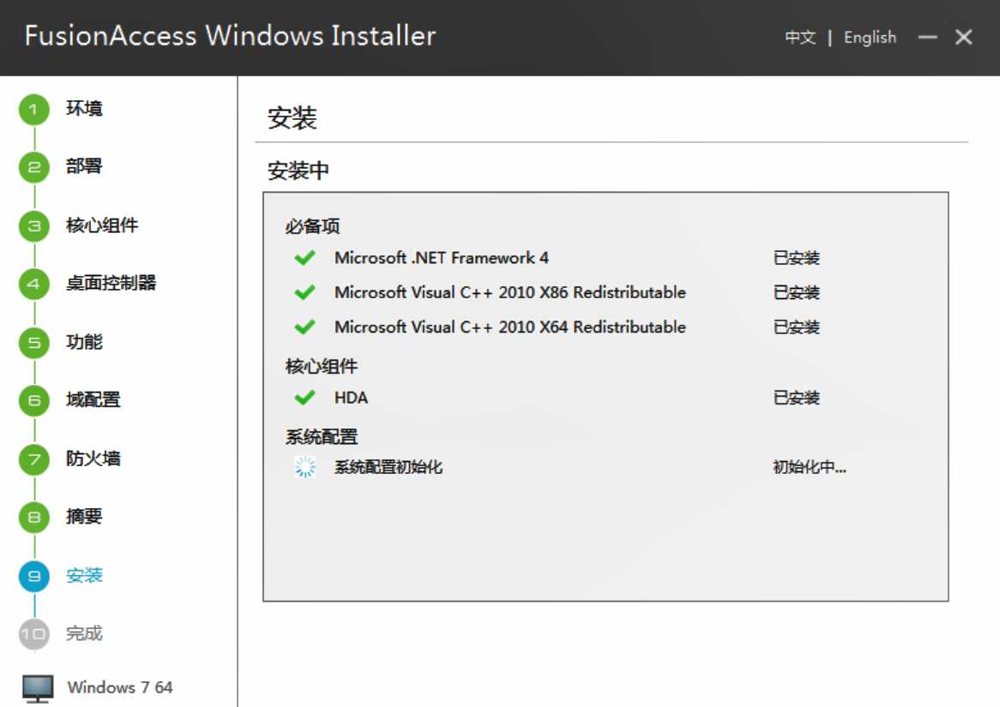 FusionAccess Windows Installer
中文 | English
1 环境
2 部署
3 核心组件
4 桌面控制器
5 功能
6 域配置
7 防火墙
8 摘要
9 安装
10 完成
Windows 7 64
安装
安装中
必备项
Microsoft .NET Framework 4 已安装
Microsoft Visual C++ 2010 X86 Redistributable 已安装
Microsoft Visual C++ 2010 X64 Redistributable 已安装
核心组件
HDA 已安装
系统配置
系统配置初始化 初始化中...